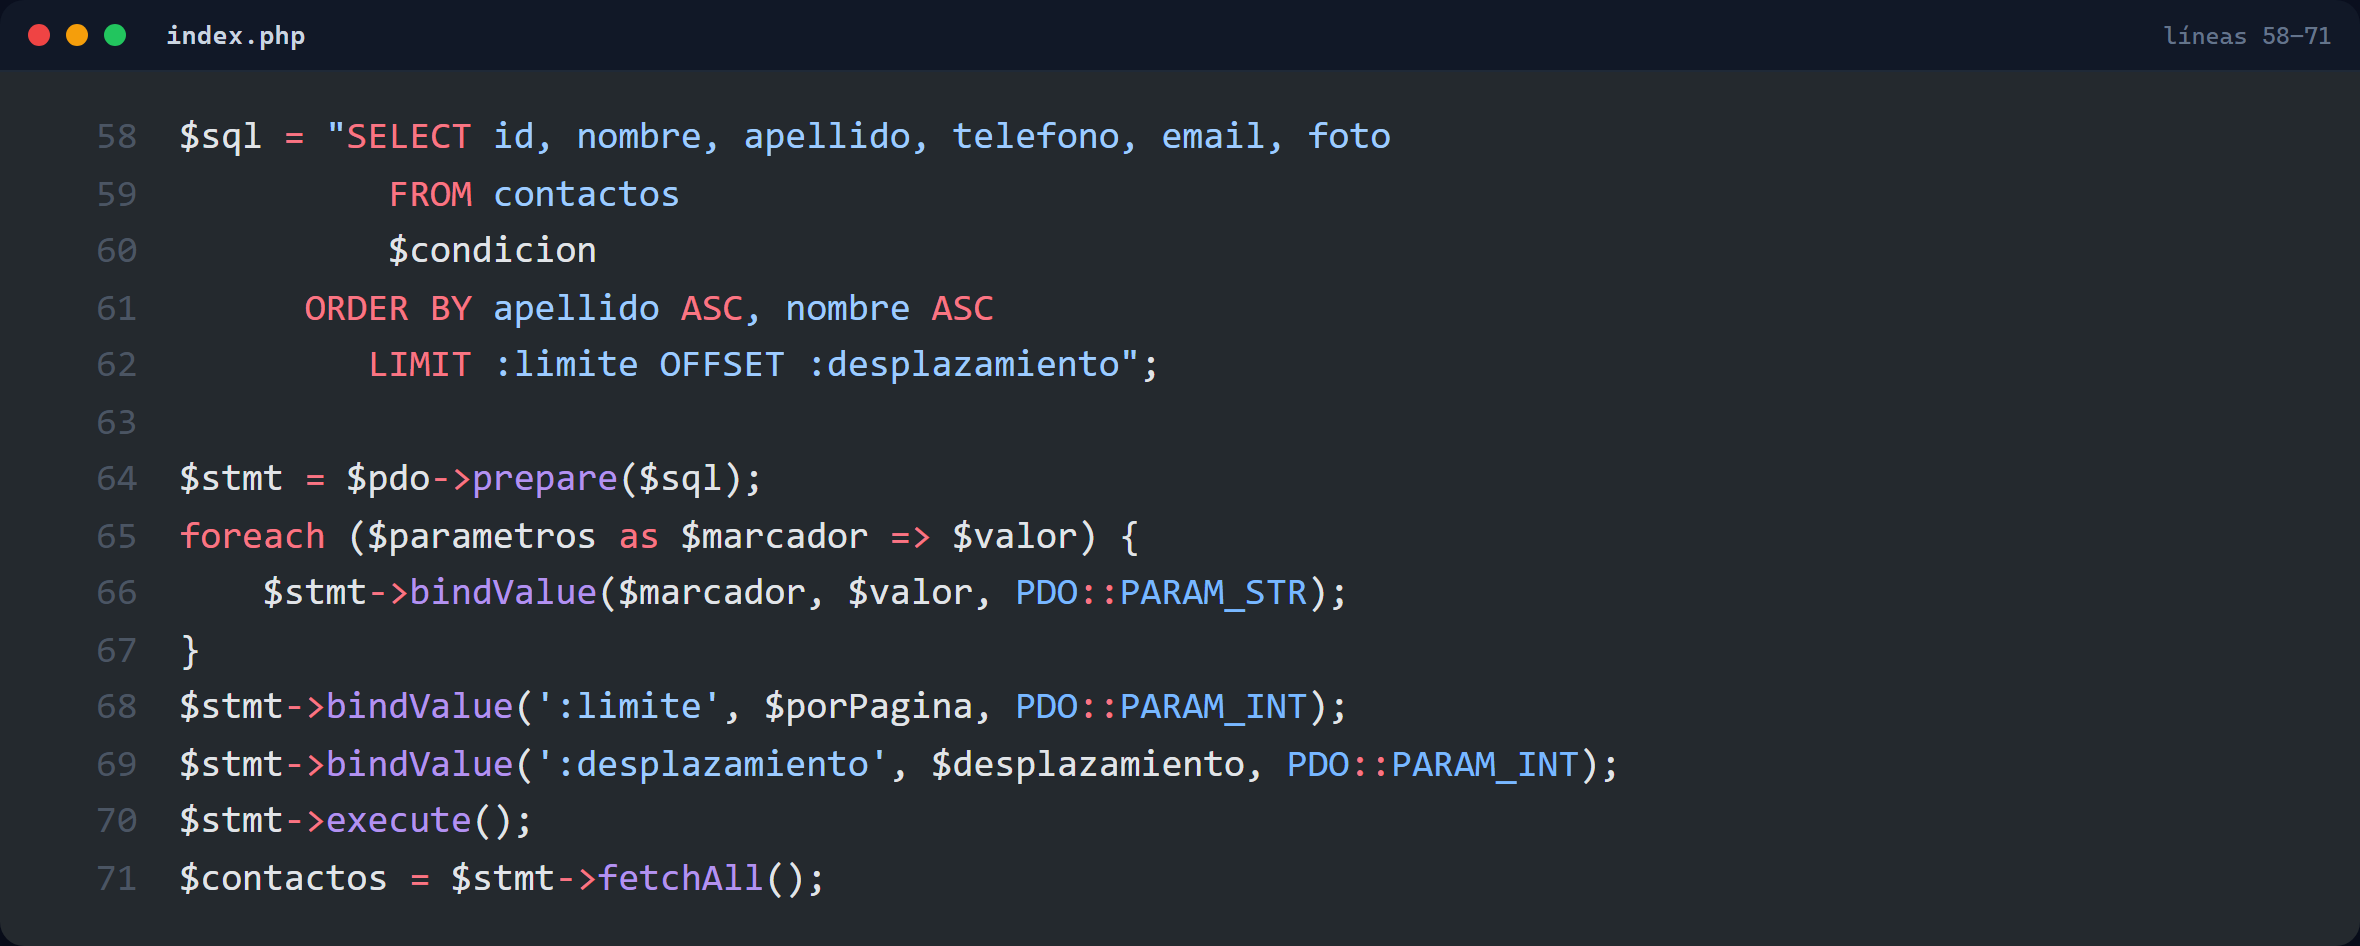 index.php
líneas 58–71
58 $sql = "SELECT id, nombre, apellido, telefono, email, foto
59           FROM contactos
60           $condicion
61       ORDER BY apellido ASC, nombre ASC
62          LIMIT :limite OFFSET :desplazamiento";
63
64 $stmt = $pdo->prepare($sql);
65 foreach ($parametros as $marcador => $valor) {
66     $stmt->bindValue($marcador, $valor, PDO::PARAM_STR);
67 }
68 $stmt->bindValue(':limite', $porPagina, PDO::PARAM_INT);
69 $stmt->bindValue(':desplazamiento', $desplazamiento, PDO::PARAM_INT);
70 $stmt->execute();
71 $contactos = $stmt->fetchAll();